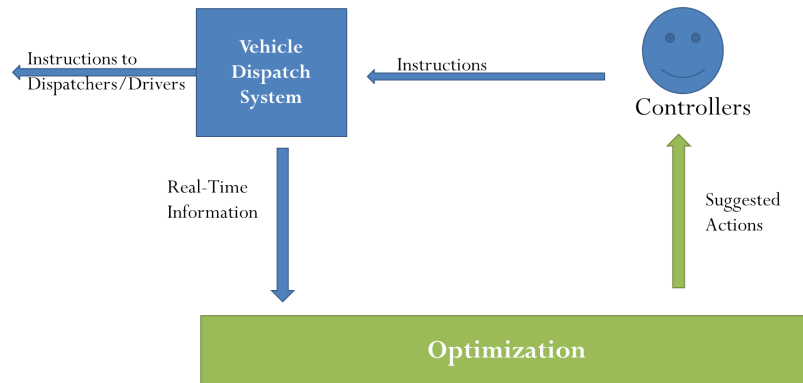 Instructions to
Dispatchers/Drivers
Vehicle
Dispatch
System
Instructions
Controllers
Real-Time
Information
Suggested
Actions
Optimization